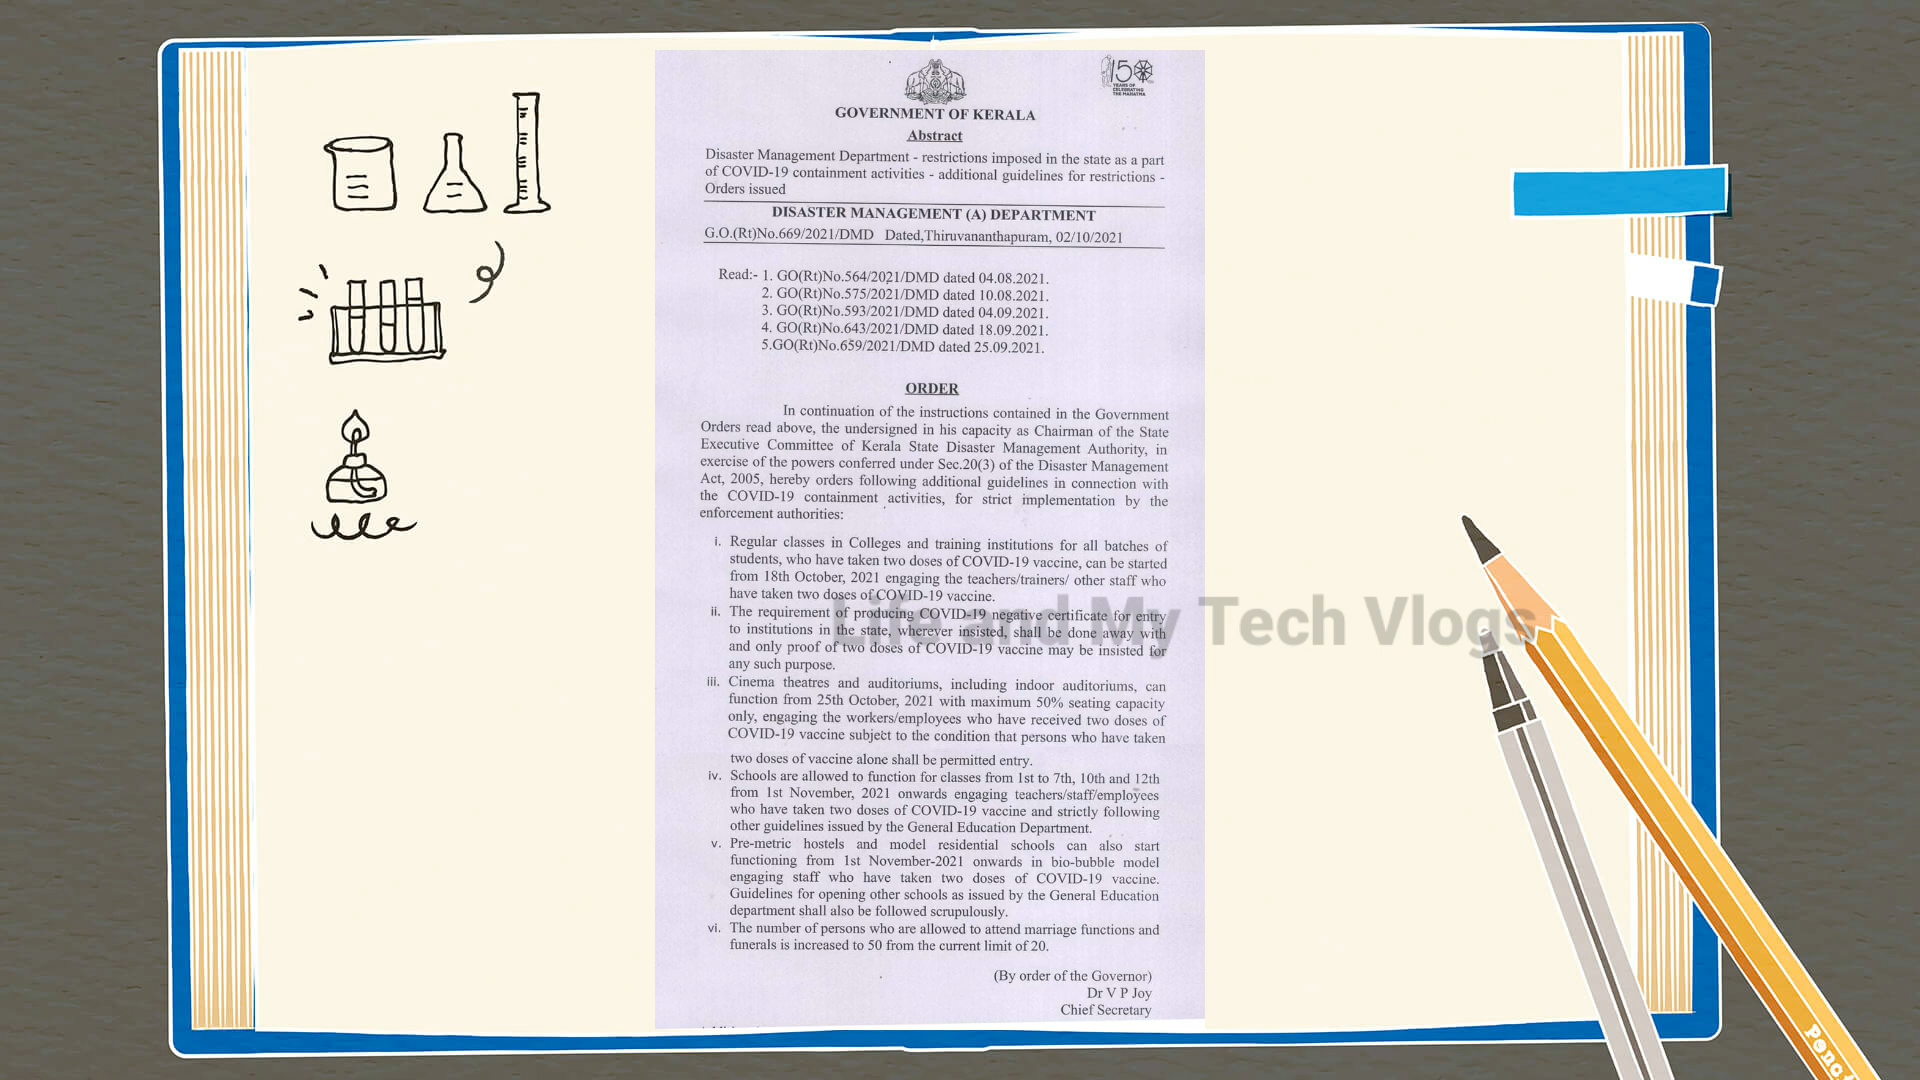 150
YEARS OF
CELEBRATING
THE MAHATMA
GOVERNMENT OF KERALA
Abstract
Disaster Management Department - restrictions imposed in the state as a part
of COVID-19 containment activities - additional guidelines for restrictions -
Orders issued
DISASTER MANAGEMENT (A) DEPARTMENT
G.O.(Rt)No.669/2021/DMD Dated,Thiruvananthapuram, 02/10/2021
Read:- 1. GO(Rt)No.564/2021/DMD dated 04.08.2021.
2. GO(Rt)No.575/2021/DMD dated 10.08.2021.
3. GO(Rt)No.593/2021/DMD dated 04.09.2021.
4. GO(Rt)No.643/2021/DMD dated 18.09.2021.
5.GO(Rt)No.659/2021/DMD dated 25.09.2021.
ORDER
In continuation of the instructions contained in the Government
Orders read above, the undersigned in his capacity as Chairman of the State
Executive Committee of Kerala State Disaster Management Authority, in
exercise of the powers conferred under Sec.20(3) of the Disaster Management
Act, 2005, hereby orders following additional guidelines in connection with
the COVID-19 containment activities, for strict implementation by the
enforcement authorities:
i. Regular classes in Colleges and training institutions for all batches of
students, who have taken two doses of COVID-19 vaccine, can be started
from 18th October, 2021 engaging the teachers/trainers/ other staff who
have taken two doses of COVID-19 vaccine.
ii. The requirement of producing COVID-19 negative certificate for entry
to institutions in the state, wherever insisted, shall be done away with
and only proof of two doses of COVID-19 vaccine may be insisted for
any such purpose.
iii. Cinema theatres and auditoriums, including indoor auditoriums, can
function from 25th October, 2021 with maximum 50% seating capacity
only, engaging the workers/employees who have received two doses of
COVID-19 vaccine subject to the condition that persons who have taken
two doses of vaccine alone shall be permitted entry.
iv. Schools are allowed to function for classes from 1st to 7th, 10th and 12th
from 1st November, 2021 onwards engaging teachers/staff/employees
who have taken two doses of COVID-19 vaccine and strictly following
other guidelines issued by the General Education Department.
v. Pre-metric hostels and model residential schools can also start
functioning from 1st November-2021 onwards in bio-bubble model
engaging staff who have taken two doses of COVID-19 vaccine.
Guidelines for opening other schools as issued by the General Education
department shall also be followed scrupulously.
vi. The number of persons who are allowed to attend marriage functions and
funerals is increased to 50 from the current limit of 20.
(By order of the Governor)
Dr V P Joy
Chief Secretary
Life and My Tech Vlogs